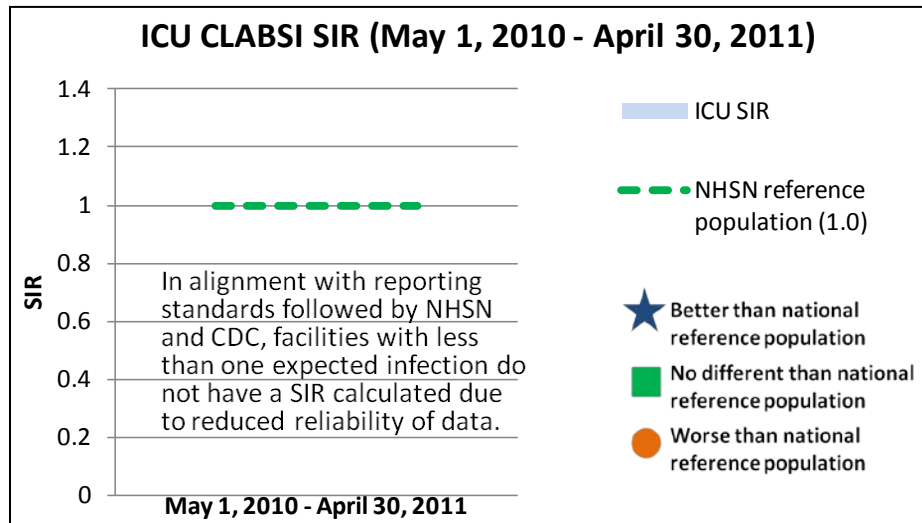 ICU CLABSI SIR (May 1, 2010 - April 30, 2011)
1.4
1.2
1
0.8
0.6
0.4
0.2
0
SIR
In alignment with reporting
standards followed by NHSN
and CDC, facilities with less
than one expected infection do
not have a SIR calculated due
to reduced reliability of data.
May 1, 2010 - April 30, 2011
ICU SIR
NHSN reference
population (1.0)
Better than national
reference population
No different than national
reference population
Worse than national
reference population